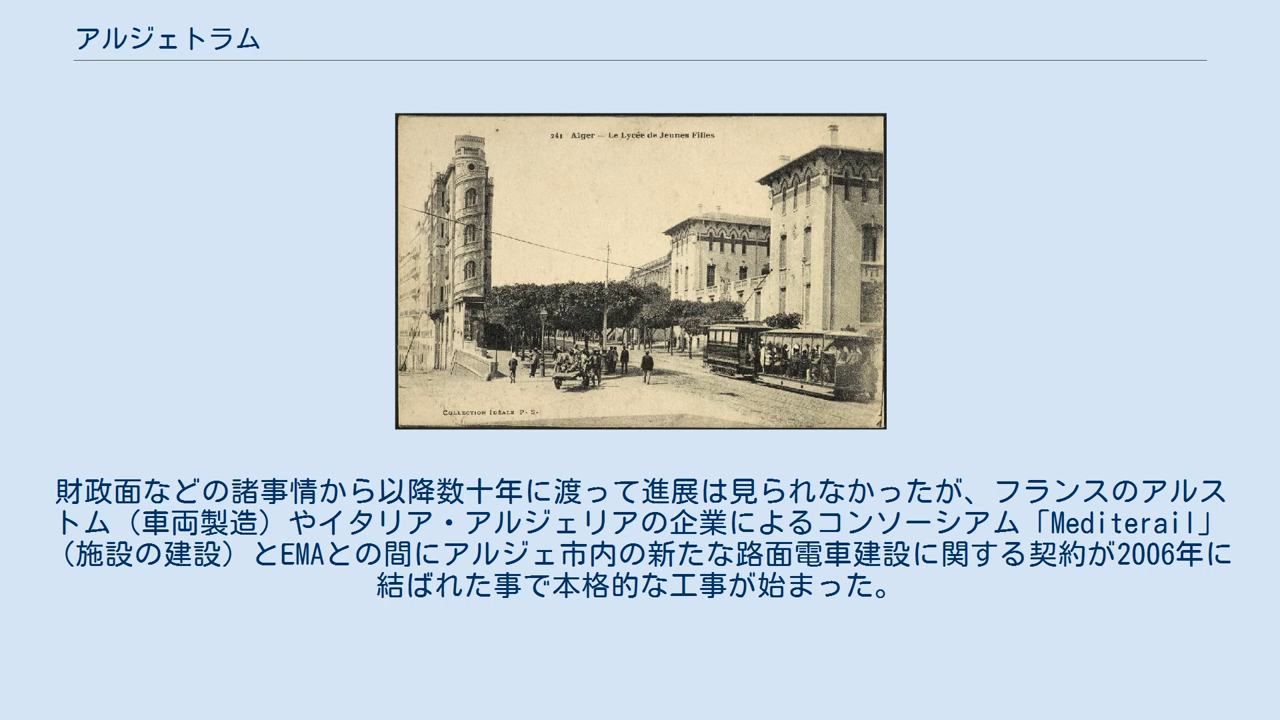 アルジェトラム
241 Alger — Le Lycée de Jeunes Filles
COLLECTION IDÉALE P. S.
財政面などの諸事情から以降数十年に渡って進展は見られなかったが、フランスのアルス
トム（車両製造）やイタリア・アルジェリアの企業によるコンソーシアム「Mediterail」
（施設の建設）とEMAとの間にアルジェ市内の新たな路面電車建設に関する契約が2006年に
結ばれた事で本格的な工事が始まった。